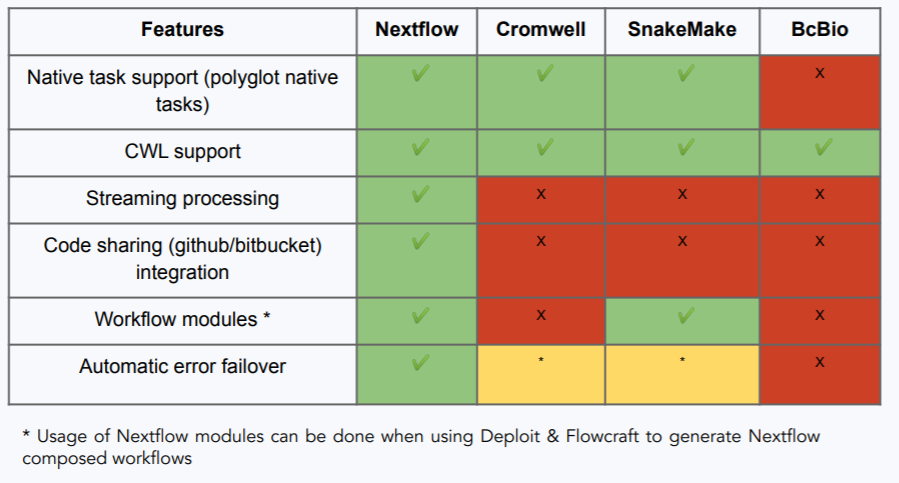 Features Nextflow Cromwell SnakeMake BcBio
Native task support (polyglot native
tasks) ✔ ✔ ✔ x
CWL support ✔ ✔ ✔ ✔
Streaming processing ✔ x x x
Code sharing (github/bitbucket)
integration ✔ x x x
Workflow modules * ✔ x ✔ x
Automatic error failover ✔ * * x
* Usage of Nextflow modules can be done when using Deploit & Flowcraft to generate Nextflow
composed workflows